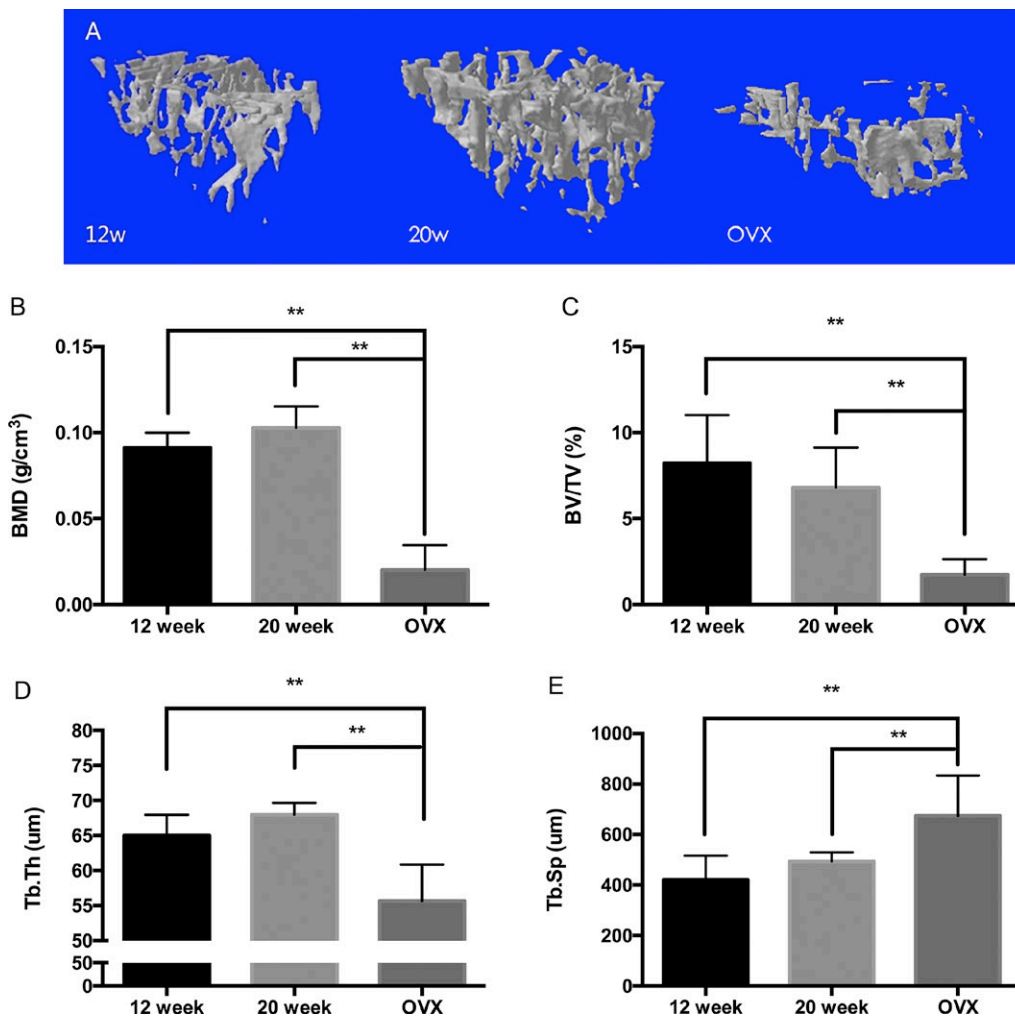 A
12w 20w OVX
B
**
**
0.15
0.10
0.05
0.00
BMD (g/cm³)
12 week 20 week OVX
C
**
**
15
10
5
0
BV/TV (%)
12 week 20 week OVX
D
**
**
80
75
70
65
60
55
50
50
0
Tb.Th (um)
12 week 20 week OVX
E
**
**
1000
800
600
400
200
0
Tb.Sp (um)
12 week 20 week OVX